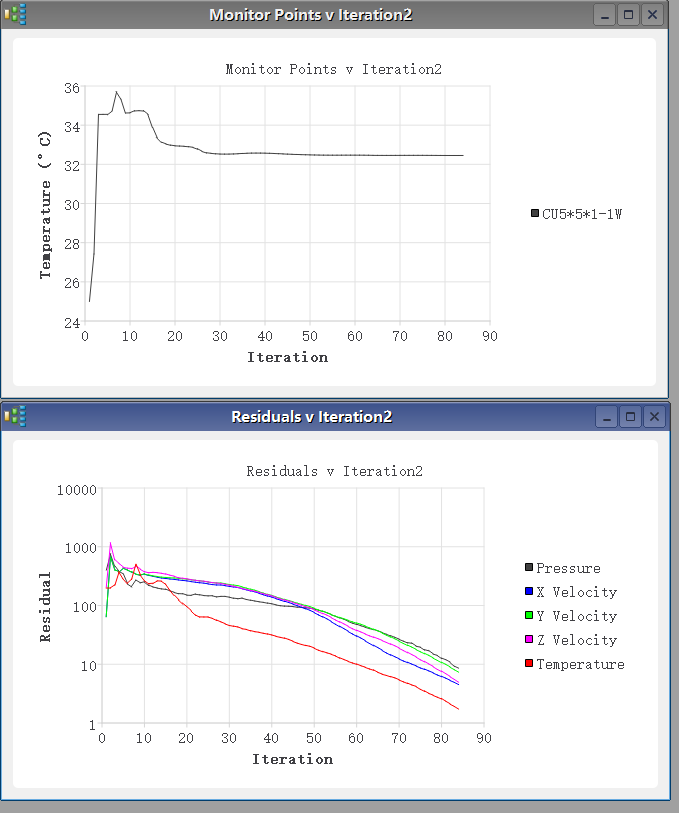 Monitor Points v Iteration2
Monitor Points v Iteration2
36
34
32
30
28
26
24
Temperature (°C)
0 10 20 30 40 50 60 70 80 90
Iteration
CU5*5*1-1W
Residuals v Iteration2
Residuals v Iteration2
10000
1000
100
10
1
Residual
0 10 20 30 40 50 60 70 80 90
Iteration
Pressure
X Velocity
Y Velocity
Z Velocity
Temperature